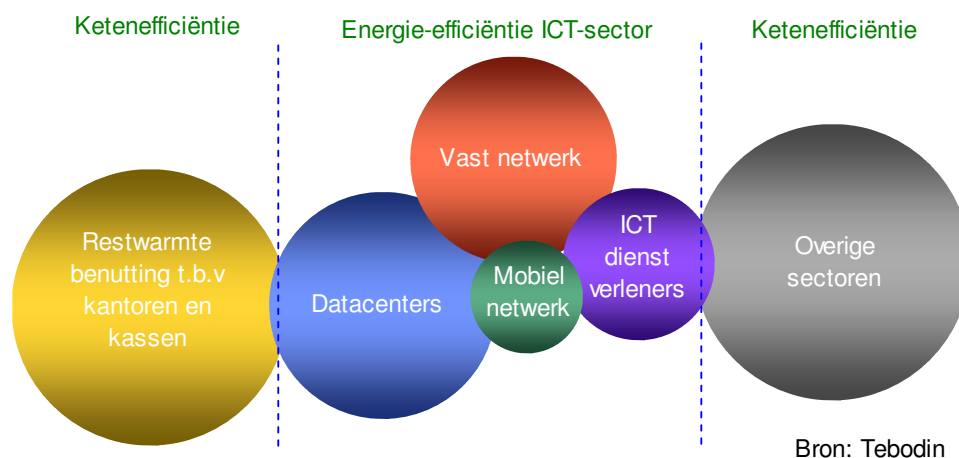 Ketenefficiëntie
Energie-efficiëntie ICT-sector
Ketenefficiëntie
Vast netwerk
Restwarmte
benutting t.b.v
kantoren en
kassen
Datacenters
Mobiel
netwerk
ICT
dienst
verleners
Overige
sectoren
Bron: Tebodin